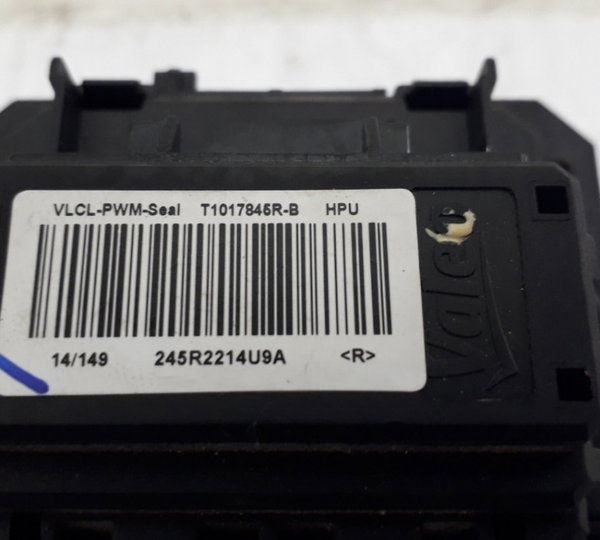 VLCL-PWM-Seal T1017845R-B HPU
14/149 245R2214U9A <R>
Valeo